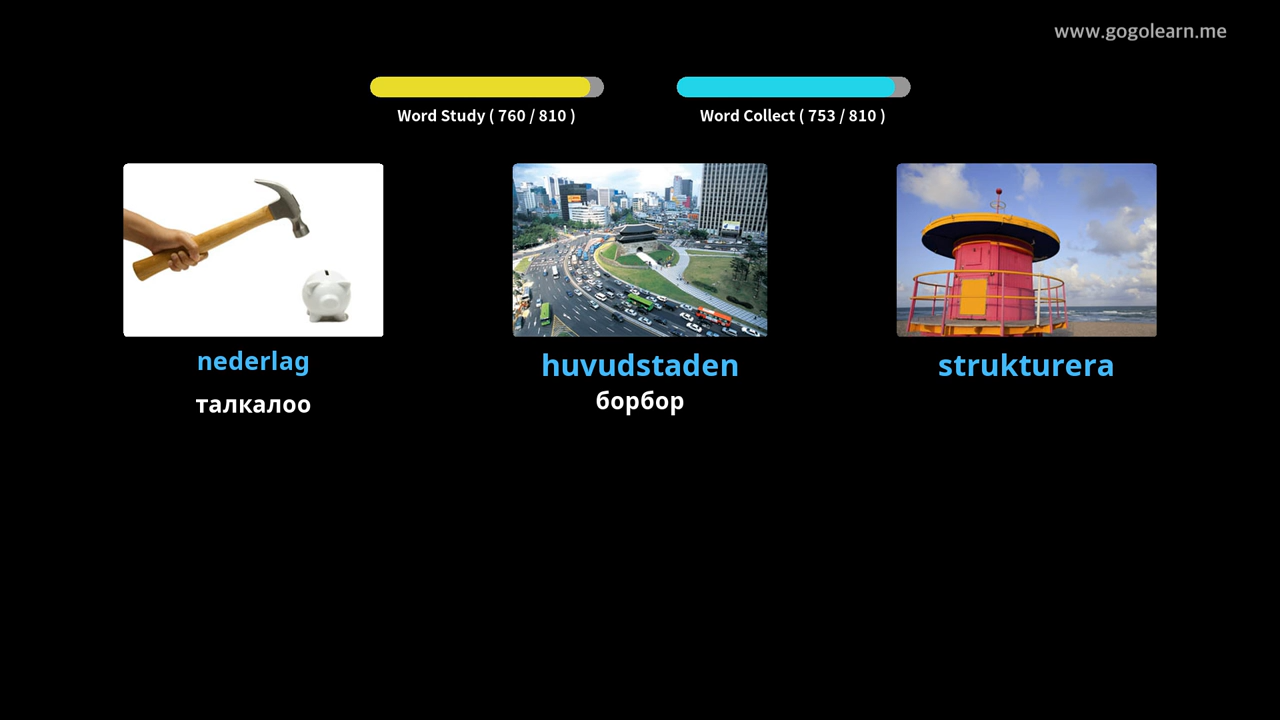 www.gogolearn.me
Word Study ( 760 / 810 )
Word Collect ( 753 / 810 )
nederlag
huvudstaden
strukturera
талкалоо
борбор